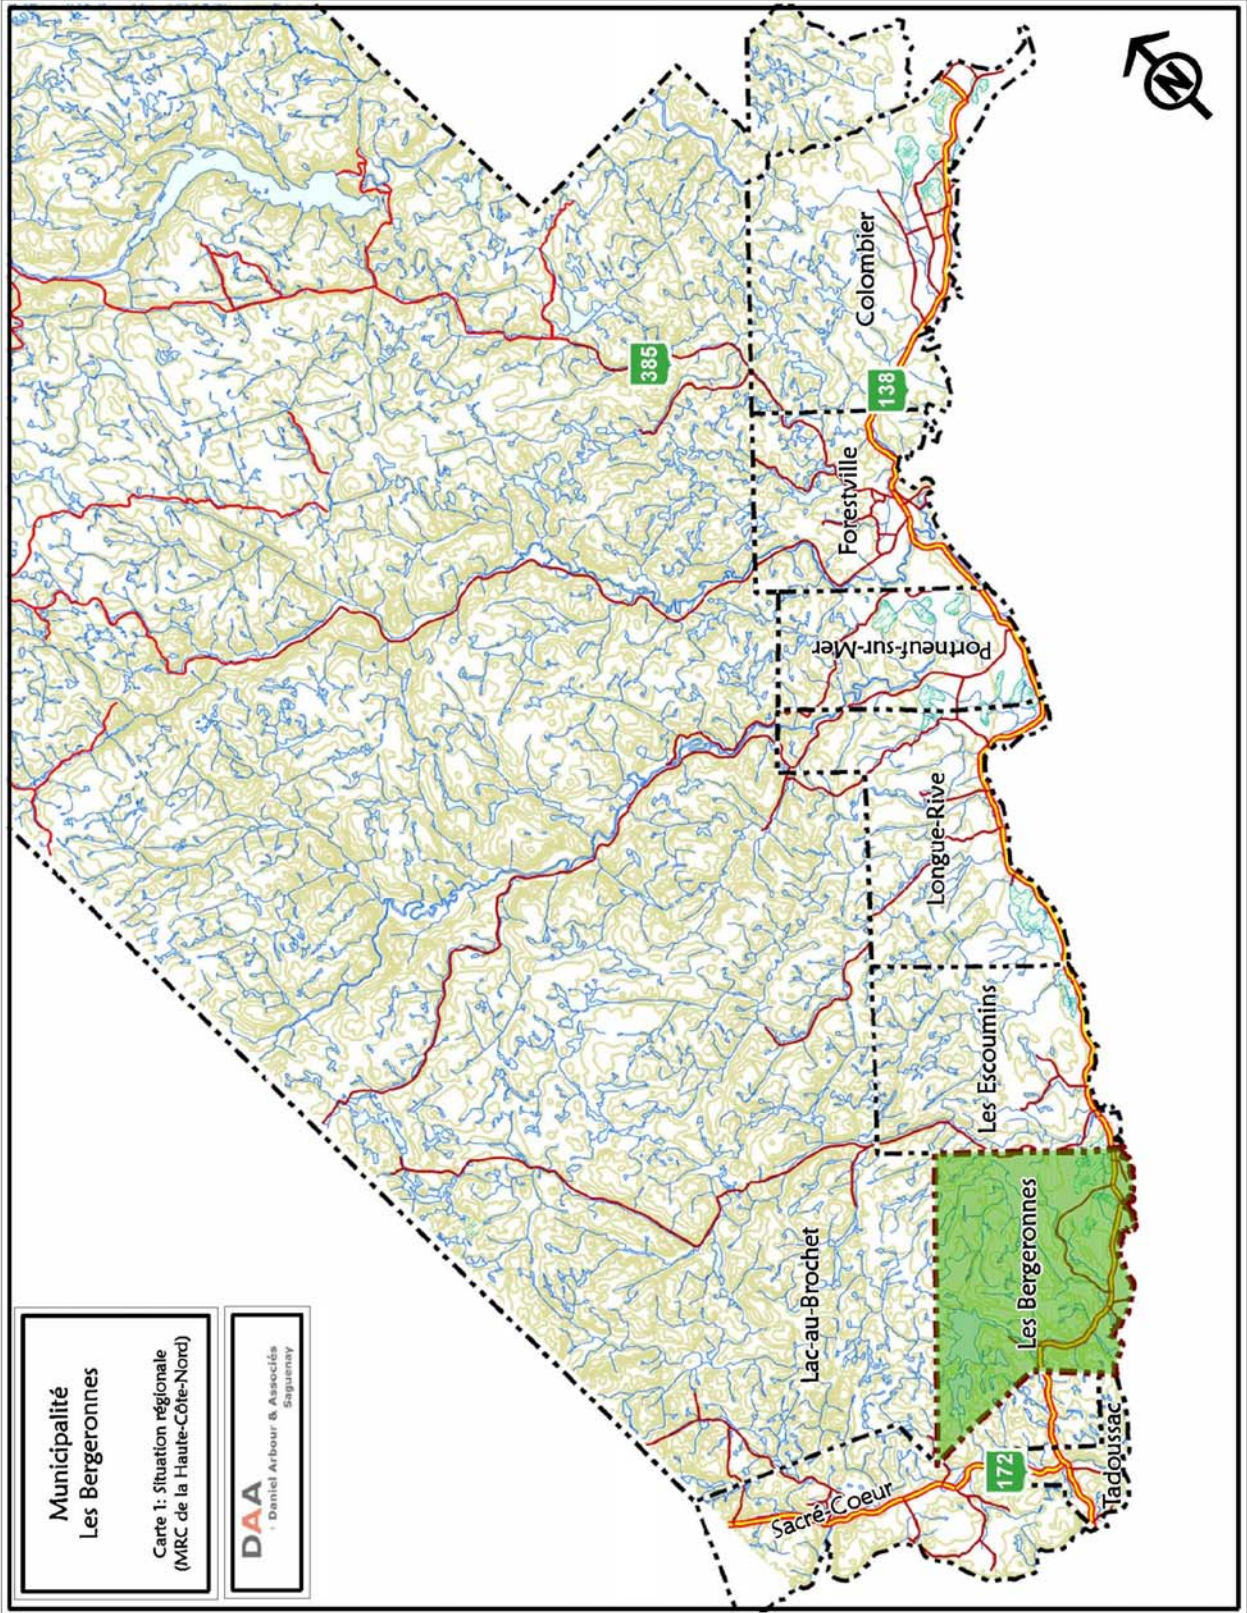 Municipalité
Les Bergeronnes
Carte 1: Situation régionale
(MRC de la Haute-Côte-Nord)
DAA
Daniel Arbour & Associés
Saguenay
N
Colombier
138
385
Forestville
Portneuf-sur-Mer
Longue-Rive
Les Escoumins
Les Bergeronnes
Lac-au-Brochet
Sacré-Coeur
172
Tadoussac